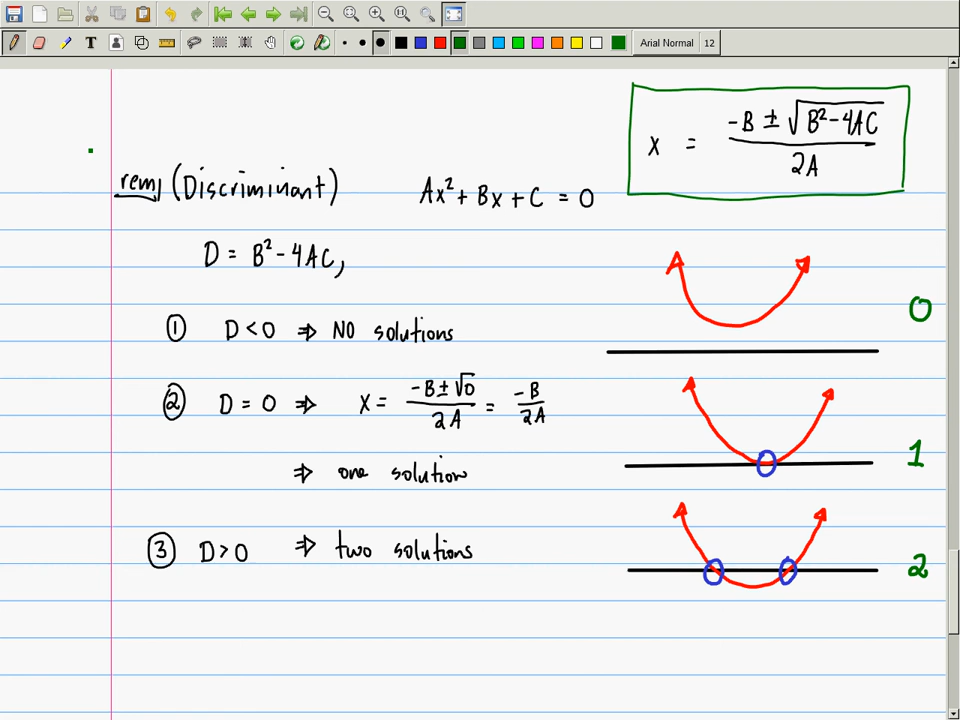 T Arial Normal 12
x = (-B ± √(B² - 4AC)) / 2A
rem (Discriminant) Ax² + Bx + C = 0
D = B² - 4AC,
① D < 0 ⇒ NO solutions
0
② D = 0 ⇒ x = (-B ± √0) / 2A = -B / 2A
1
⇒ one solution
③ D > 0 ⇒ two solutions
2